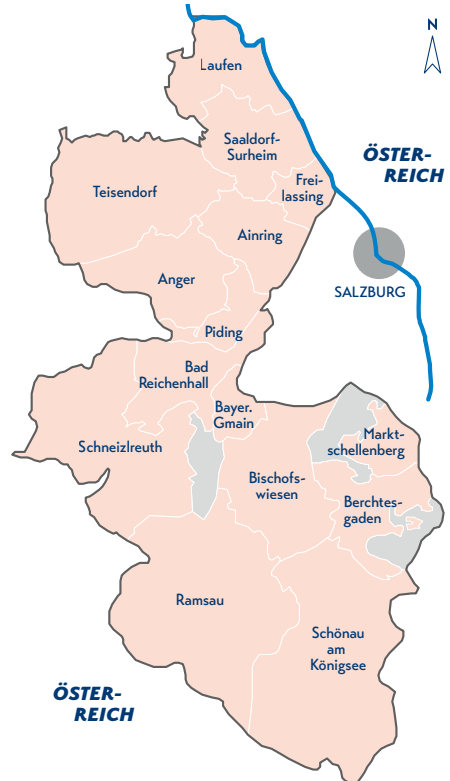 N
Laufen
Saaldorf-
Surheim
ÖSTER-
REICH
Frei-
lassing
Teisendorf
Ainring
Anger
SALZBURG
Piding
Bad
Reichenhall
Bayer.
Gmain
Markt-
schellenberg
Schneizlreuth
Bischofs-
wiesen
Berchtes-
gaden
Ramsau
Schönau
am
Königsee
ÖSTER-
REICH